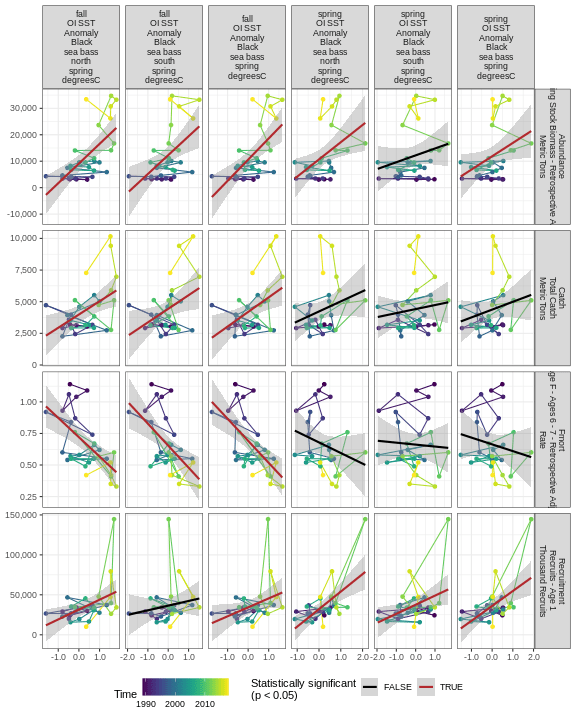 fall
OI SST
Anomaly
Black
sea bass
north
spring
degreesC
fall
OI SST
Anomaly
Black
sea bass
south
spring
degreesC
fall
OI SST
Anomaly
Black
sea bass
spring
degreesC
spring
OI SST
Anomaly
Black
sea bass
north
spring
degreesC
spring
OI SST
Anomaly
Black
sea bass
south
spring
degreesC
spring
OI SST
Anomaly
Black
sea bass
spring
degreesC
30,000
20,000
10,000
0
-10,000
Abundance
Stock Biomass - Retrospective A
Metric Tons
10,000
7,500
5,000
2,500
0
Catch
Total Catch
Metric Tons
1.00
0.75
0.50
0.25
Fmort
F - Ages 6 - 7 - Retrospective Ad
Rate
150,000
100,000
50,000
0
Recruitment
Recruits - Age 1
Thousand Recruits
-1.0 0.0 1.0
-2.0 -1.0 0.0 1.0
-1.0 0.0 1.0
-1.0 0.0 1.0 2.0
-2.0 -1.0 0.0 1.0
-1.0 0.0 1.0 2.0
Time
1990 2000 2010
Statistically significant
(p < 0.05)
FALSE
TRUE